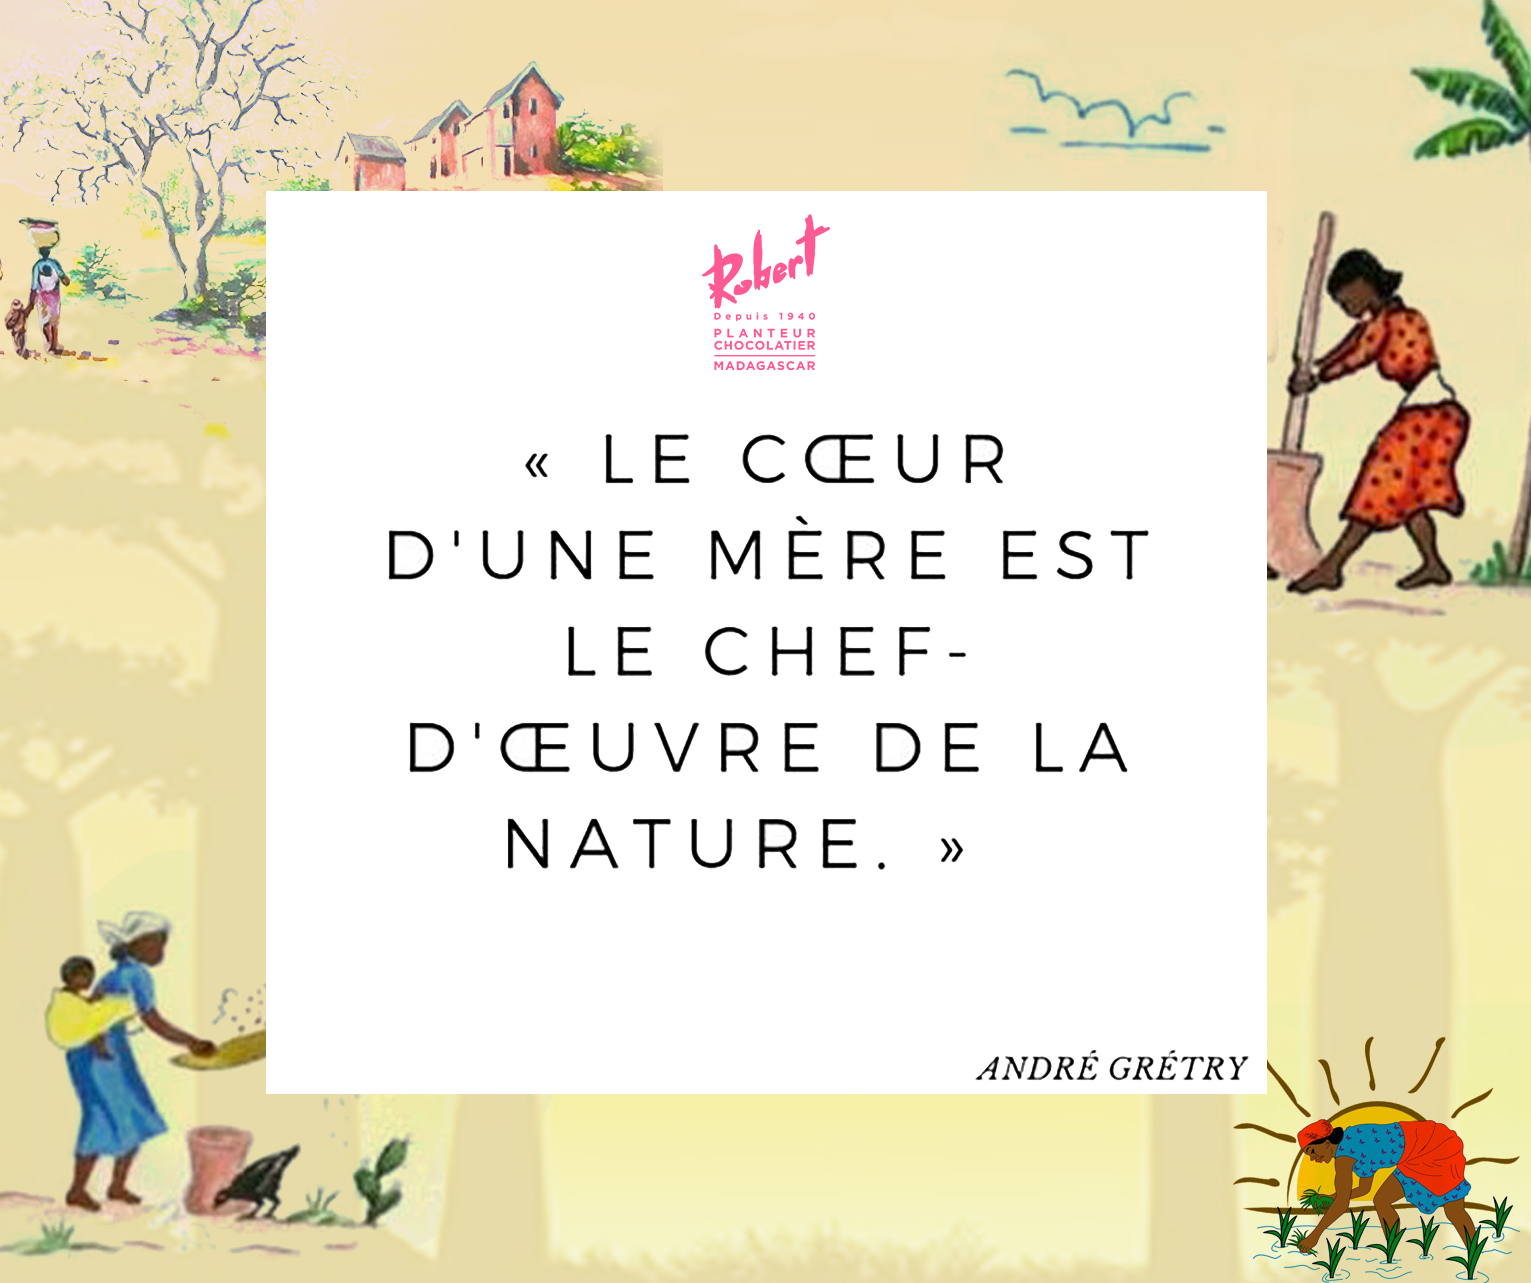 Robert
Depuis 1940
PLANTEUR
CHOCOLATIER
MADAGASCAR
« LE CŒUR
D'UNE MÈRE EST
LE CHEF-
D'ŒUVRE DE LA
NATURE. »
ANDRÉ GRÉTRY